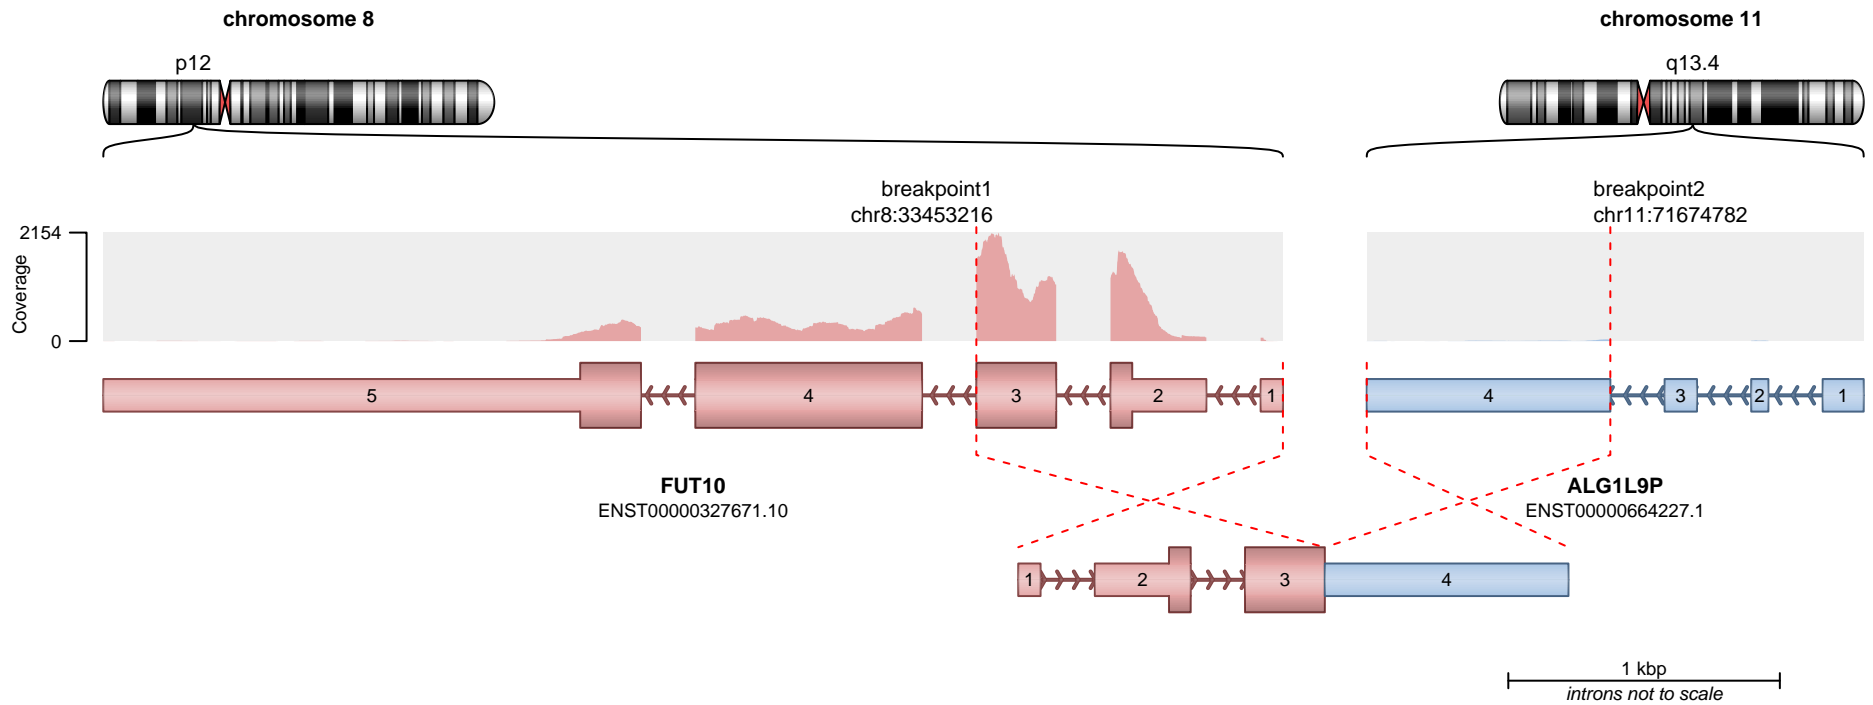 chromosome 8
chromosome 11
p12
q13.4
breakpoint1
chr8:33453216
breakpoint2
chr11:71674782
2154
0
Coverage
5
4
3
2
1
4
3
2
1
FUT10
ENST00000327671.10
ALG1L9P
ENST00000664227.1
1
2
3
4
1 kbp
introns not to scale